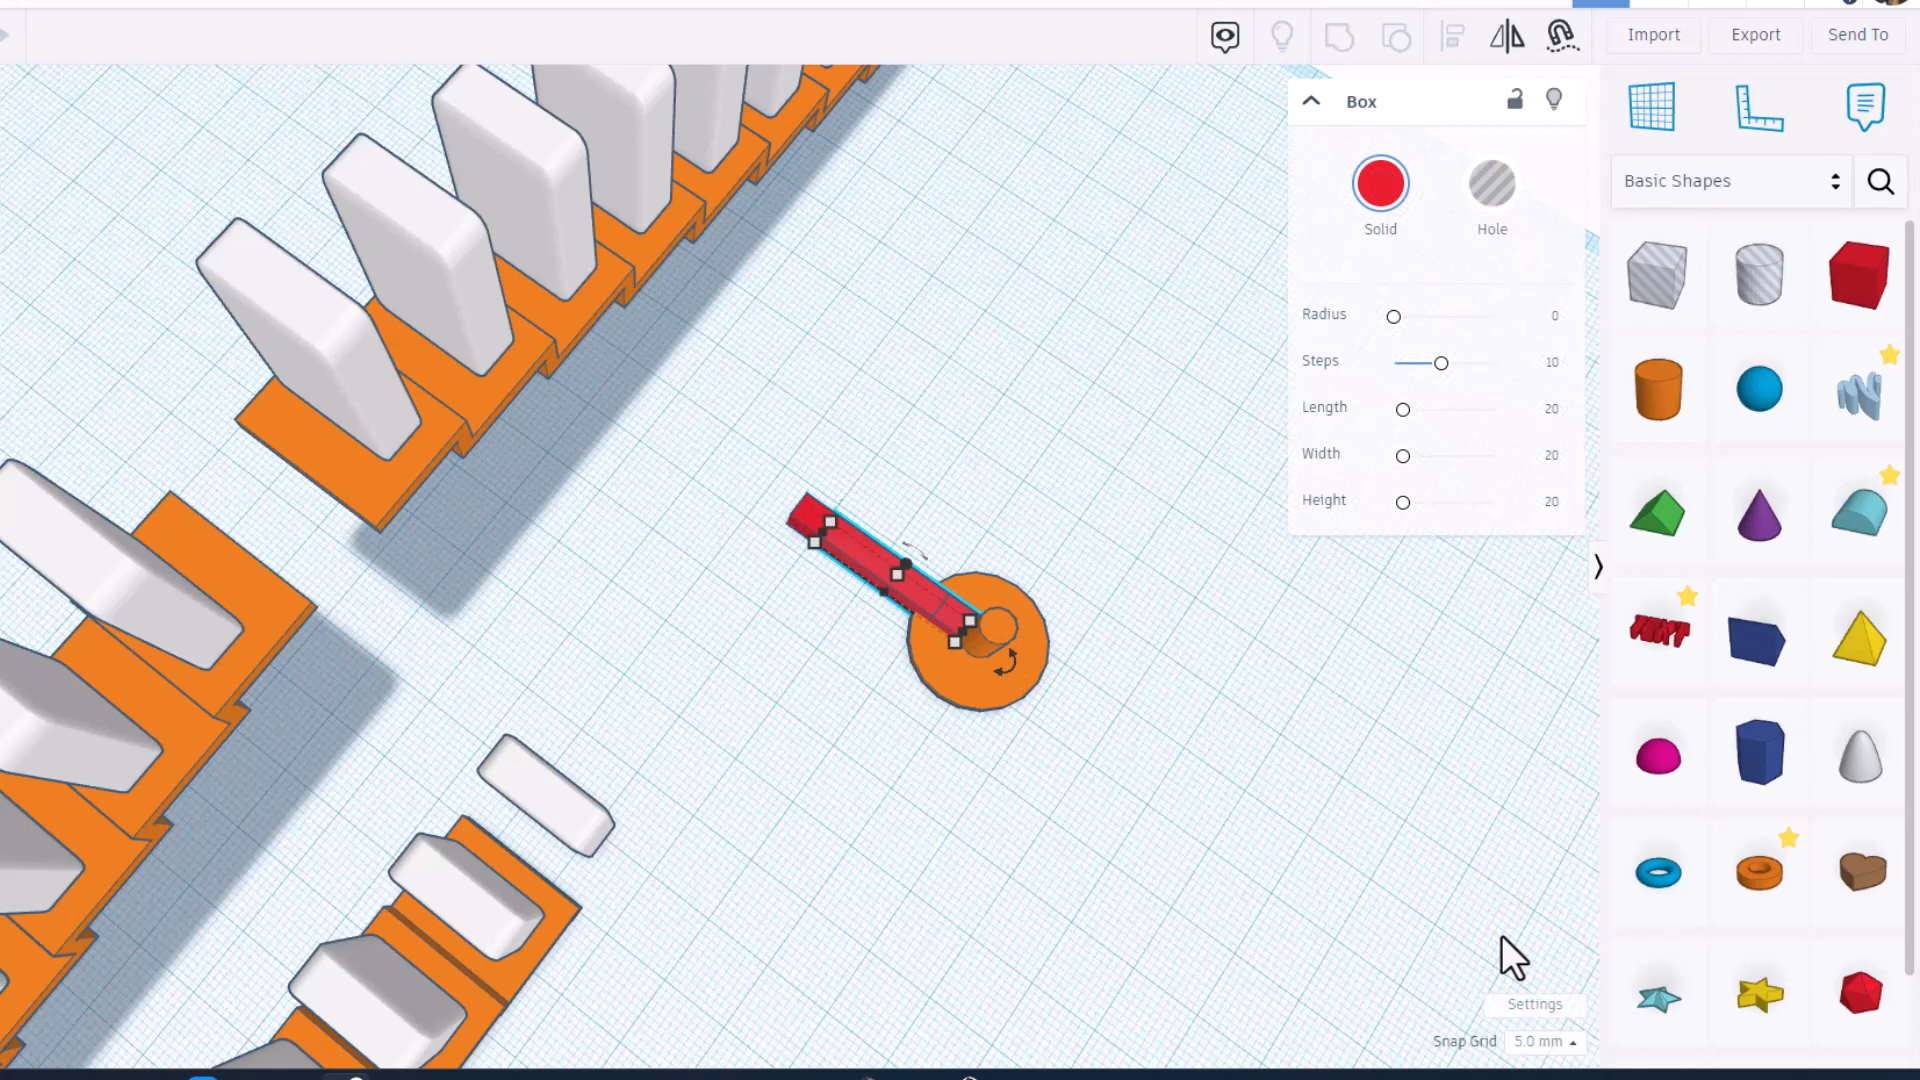 Import
Export
Send To
Box
Solid
Hole
Radius 0
Steps 10
Length 20
Width 20
Height 20
Basic Shapes
TEXT
Settings
Snap Grid 5.0 mm